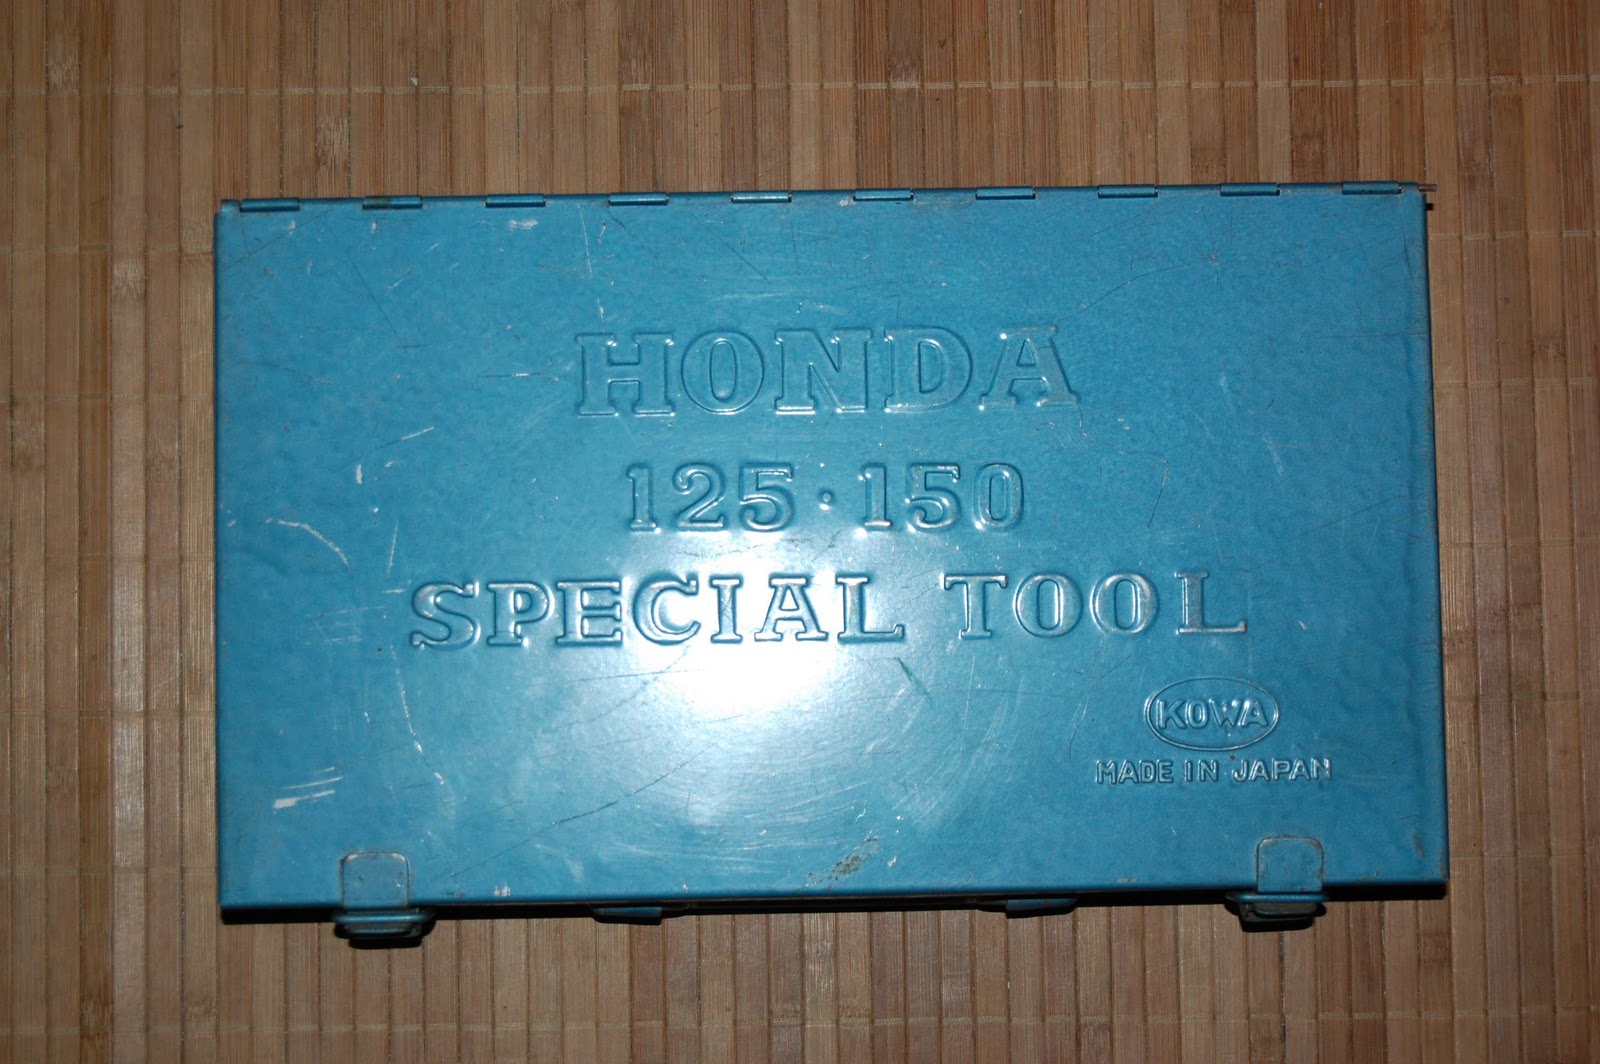 HONDA
125·150
SPECIAL TOOL
KOWA
MADE IN JAPAN